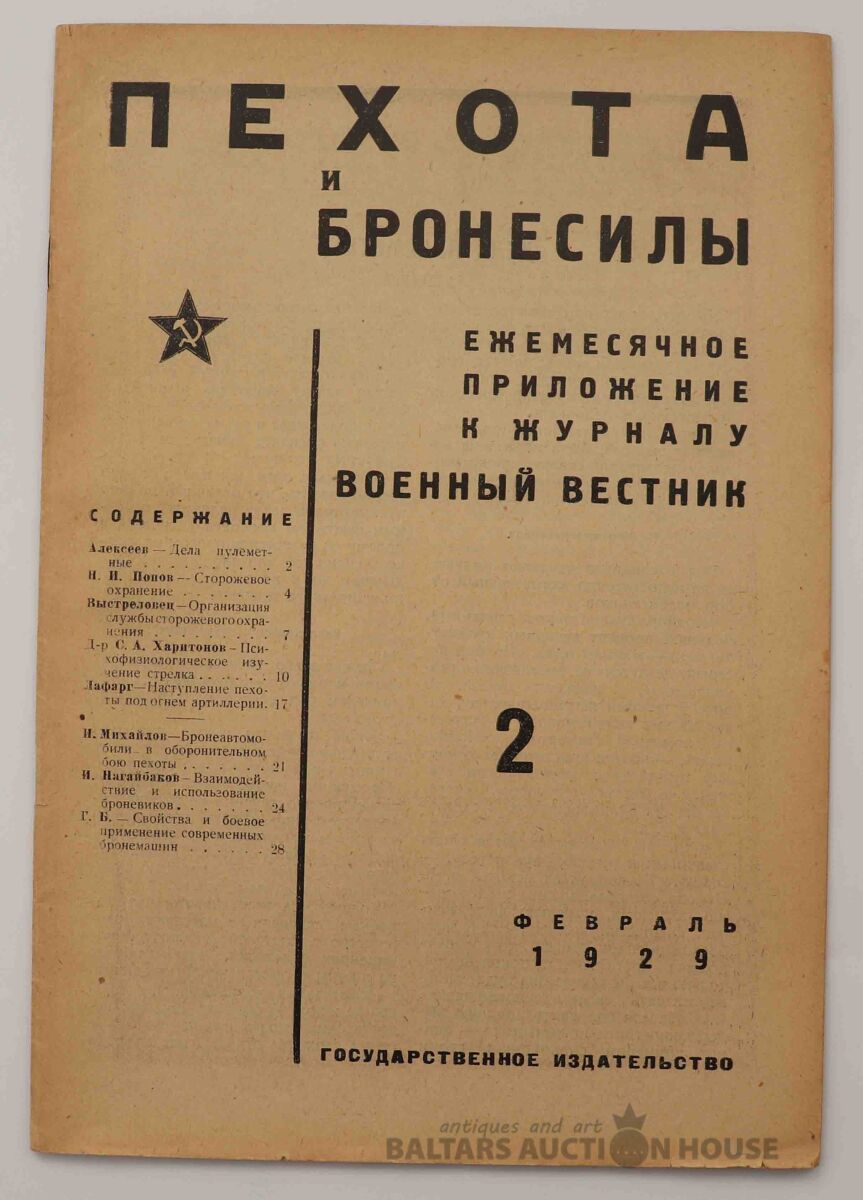 ПЕХОТА
И
БРОНЕСИЛЫ
ЕЖЕМЕСЯЧНОЕ
ПРИЛОЖЕНИЕ
К ЖУРНАЛУ
ВОЕННЫЙ ВЕСТНИК
СОДЕРЖАНИЕ
Алексеев — Дела пулемет-
ные . . . . . . . . . . 2
Н. И. Попов — Сторожевое
охранение . . . . . . . 4
Выстреловец — Организация
службы сторожевого охра-
нения . . . . . . . . . 7
Д-р С. А. Харитонов - Пси-
хофизиологическое изу-
чение стрелка . . . . . . 10
Лафарг — Наступление пехо-
ты под огнем артиллерии. 17
И. Михайлов — Бронеавтомо-
били в оборонительном
бою пехоты . . . . . . . 21
И. Нагайбаков — Взаимодей-
ствие и использование
броневиков . . . . . . . 24
Г. Б. — Свойства и боевое
применение современных
бронемашин . . . . . . 28
2
ФЕВРАЛЬ
1929
ГОСУДАРСТВЕННОЕ ИЗДАТЕЛЬСТВО
antiques and art
BALTARS AUCTION HOUSE